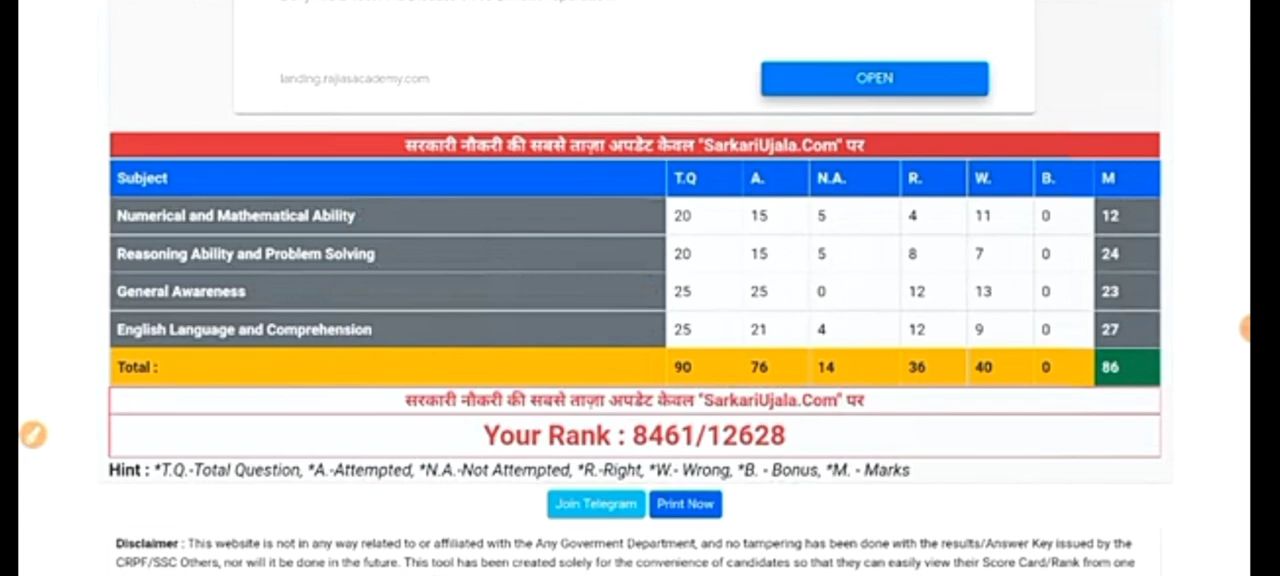 landing.rajiasacademy.com
OPEN
सरकारी नौकरी की सबसे ताज़ा अपडेट केवल "SarkariUjala.Com" पर
Subject T.Q A. N.A. R. W. B. M
Numerical and Mathematical Ability 20 15 5 4 11 0 12
Reasoning Ability and Problem Solving 20 15 5 8 7 0 24
General Awareness 25 25 0 12 13 0 23
English Language and Comprehension 25 21 4 12 9 0 27
Total : 90 76 14 36 40 0 86
सरकारी नौकरी की सबसे ताज़ा अपडेट केवल "SarkariUjala.Com" पर
Your Rank : 8461/12628
Hint : *T.Q.-Total Question, *A.-Attempted, *N.A.-Not Attempted, *R.-Right, *W.- Wrong, *B. - Bonus, *M. - Marks
Join Telegram Print Now
Disclaimer : This website is not in any way related to or affiliated with the Any Goverment Department, and no tampering has been done with the results/Answer Key issued by the
CRPF/SSC Others, nor will it be done in the future. This tool has been created solely for the convenience of candidates so that they can easily view their Score Card/Rank from one